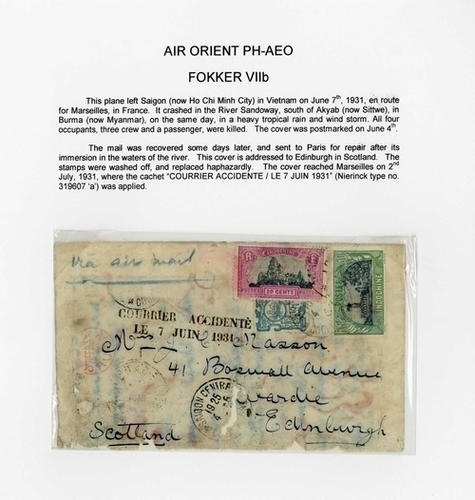 AIR ORIENT PH-AEO
FOKKER VIIb
This plane left Saigon (now Ho Chi Minh City) in Vietnam on June 7th, 1931, en route
for Marseilles, in France. It crashed in the River Sandoway, south of Akyab (now Sittwe), in
Burma (now Myanmar), on the same day, in a heavy tropical rain and wind storm. All four
occupants, three crew and a passenger, were killed. The cover was postmarked on June 4th.
The mail was recovered some days later, and sent to Paris for repair after its
immersion in the waters of the river. This cover is addressed to Edinburgh in Scotland. The
stamps were washed off, and replaced haphazardly. The cover reached Marseilles on 2nd
July, 1931, where the cachet "COURRIER ACCIDENTE / LE 7 JUIN 1931" (Nierinck type no.
319607 'a') was applied.
Via air mail
20 CENTS
INDOCHINE
COURRIER ACCIDENTÉ
LE 7 JUIN 1931
Masson
41 Boswall Avenue
Wardie
Edinburgh
Scotland